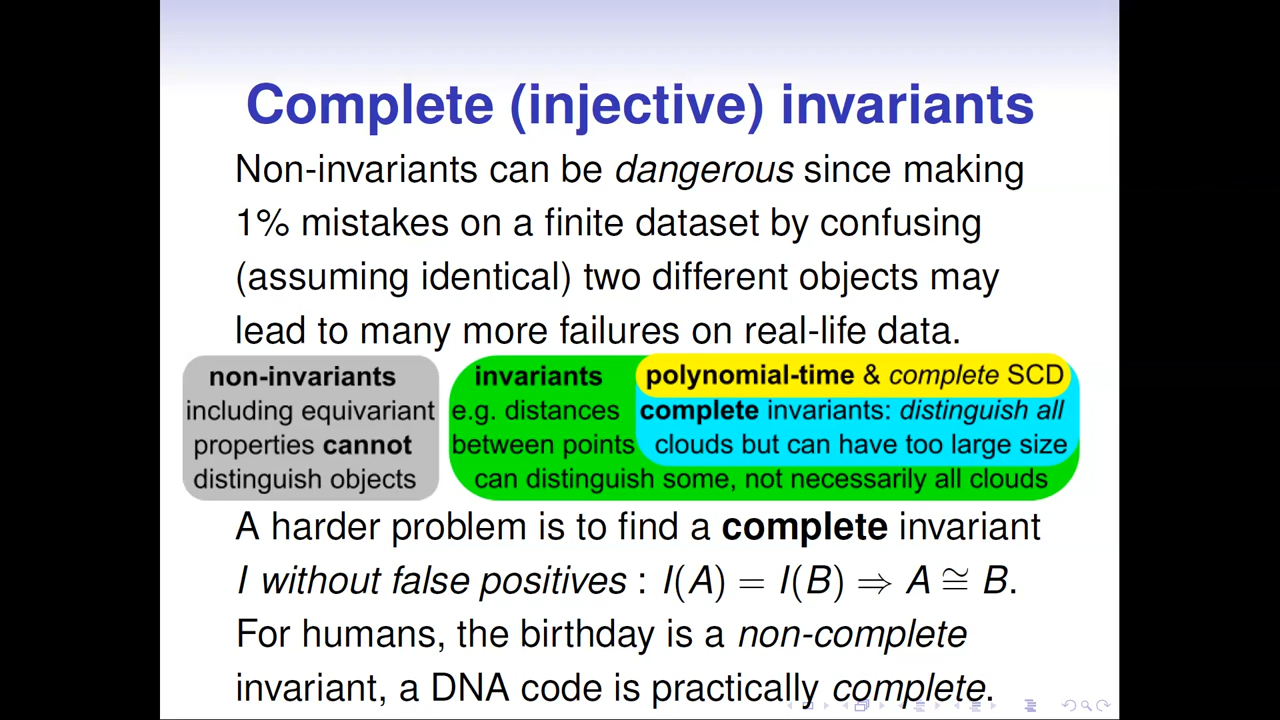 Complete (injective) invariants
Non-invariants can be dangerous since making
1% mistakes on a finite dataset by confusing
(assuming identical) two different objects may
lead to many more failures on real-life data.
non-invariants
including equivariant
properties cannot
distinguish objects
invariants
e.g. distances
between points
can distinguish some, not necessarily all clouds
polynomial-time & complete SCD
complete invariants: distinguish all
clouds but can have too large size
A harder problem is to find a complete invariant
I without false positives : I(A) = I(B) ⇒ A ≅ B.
For humans, the birthday is a non-complete
invariant, a DNA code is practically complete.